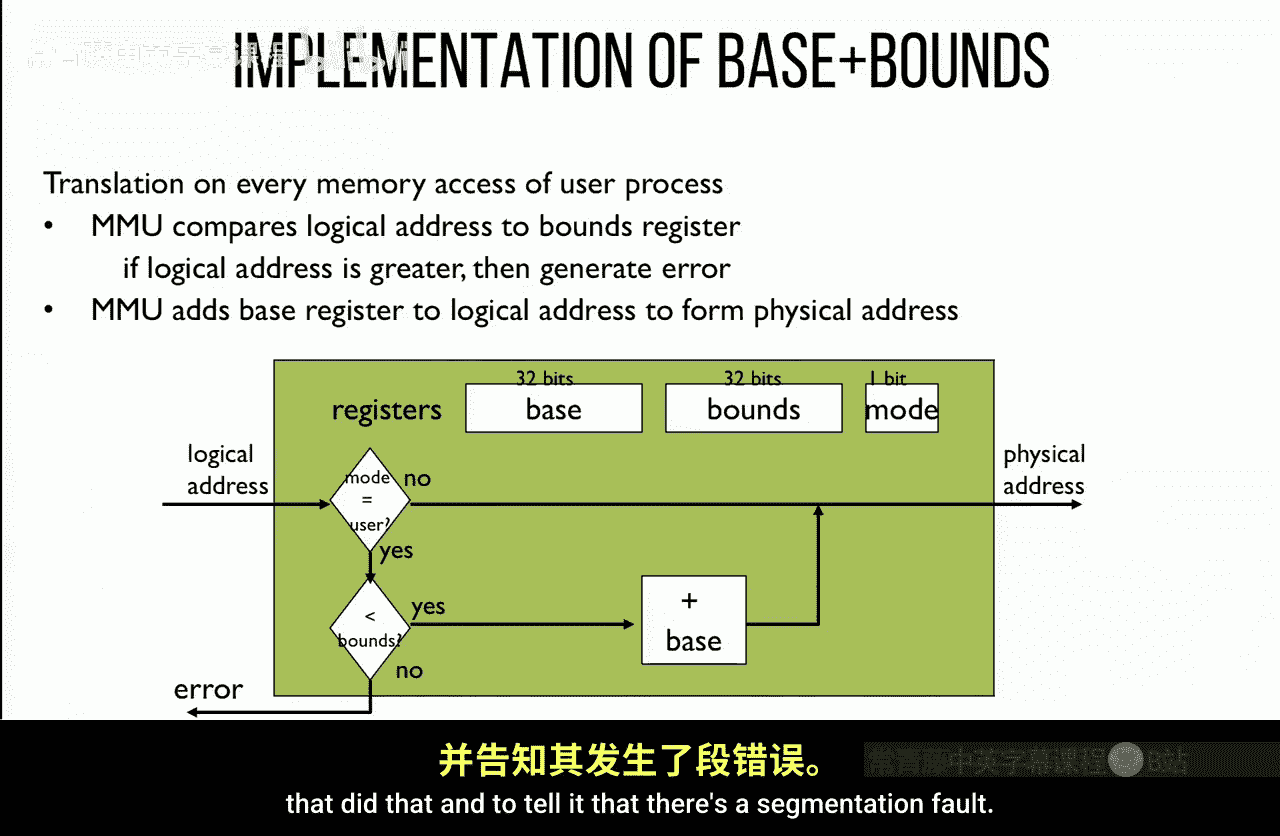 IMPLEMENTATION OF BASE+BOUNDS
Translation on every memory access of user process
• MMU compares logical address to bounds register
if logical address is greater, then generate error
• MMU adds base register to logical address to form physical address
32 bits
32 bits
1 bit
registers
base
bounds
mode
logical
address
mode
=
user?
no
physical
address
yes
<
bounds?
yes
+
base
no
error
并告知其发生了段错误。
that did that and to tell it that there's a segmentation fault.